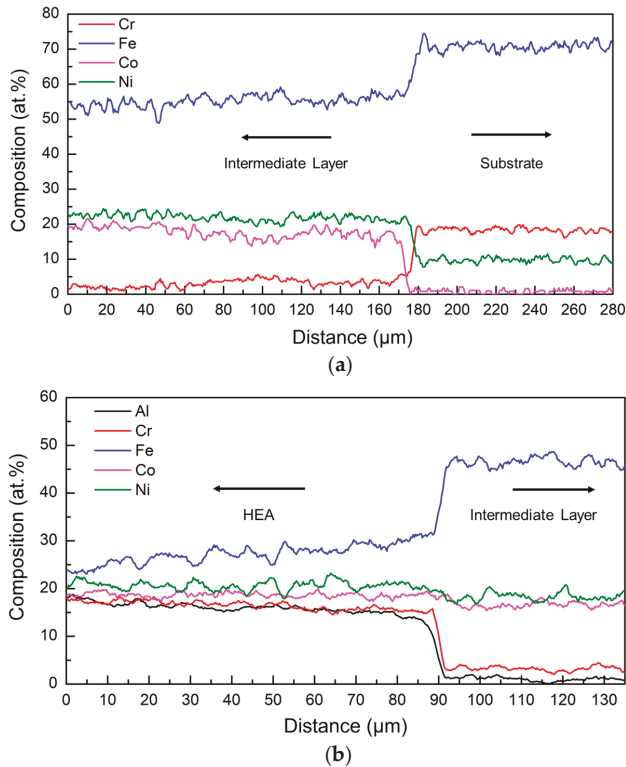 80
70
60
50
40
30
20
10
0
Composition (at.%)
Cr
Fe
Co
Ni
Intermediate Layer
Substrate
0 20 40 60 80 100 120 140 160 180 200 220 240 260 280
Distance (µm)
(a)
60
50
40
30
20
10
0
Composition (at.%)
Al
Cr
Fe
Co
Ni
HEA
Intermediate Layer
0 10 20 30 40 50 60 70 80 90 100 110 120 130
Distance (µm)
(b)